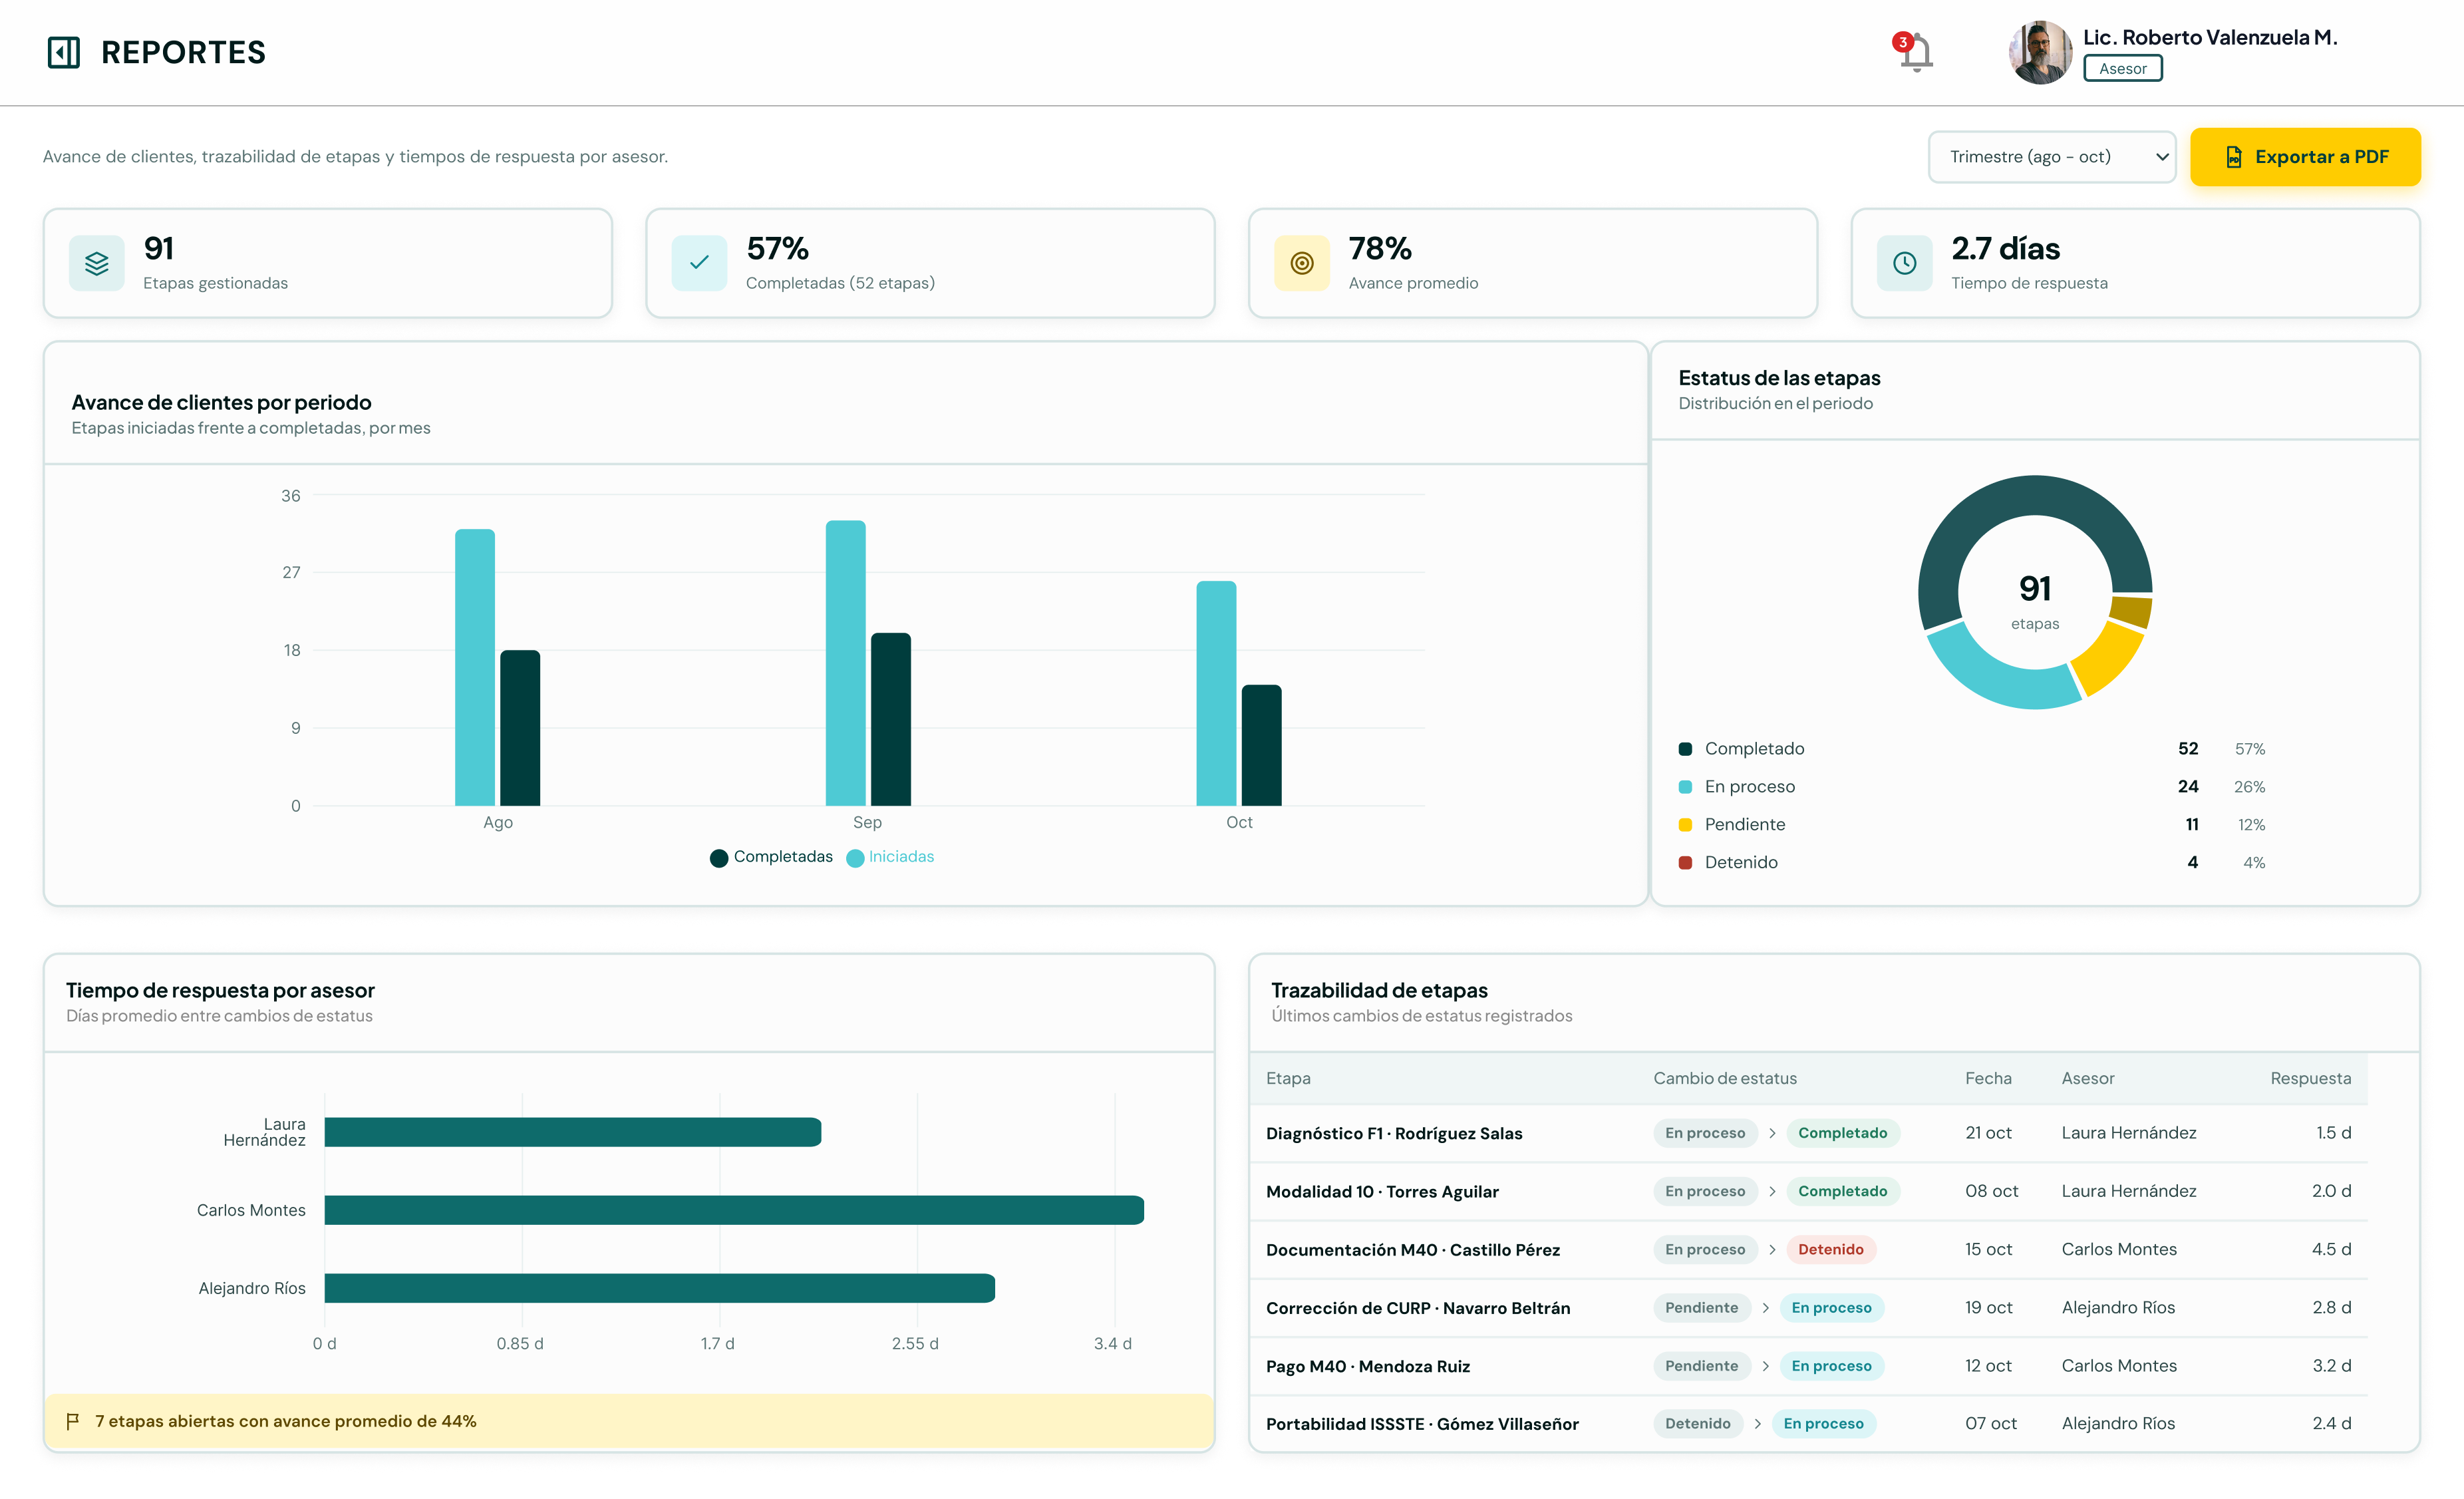 REPORTES
3
Lic. Roberto Valenzuela M.
Asesor
Avance de clientes, trazabilidad de etapas y tiempos de respuesta por asesor.
Trimestre (ago - oct)
Exportar a PDF
91
Etapas gestionadas
57%
Completadas (52 etapas)
78%
Avance promedio
2.7 días
Tiempo de respuesta
Avance de clientes por periodo
Etapas iniciadas frente a completadas, por mes
36
27
18
9
0
Ago
Sep
Oct
Completadas
Iniciadas
Estatus de las etapas
Distribución en el periodo
91
etapas
Completado 52 57%
En proceso 24 26%
Pendiente 11 12%
Detenido 4 4%
Tiempo de respuesta por asesor
Días promedio entre cambios de estatus
Laura
Hernández
Carlos Montes
Alejandro Ríos
0 d 0.85 d 1.7 d 2.55 d 3.4 d
7 etapas abiertas con avance promedio de 44%
Trazabilidad de etapas
Últimos cambios de estatus registrados
Etapa Cambio de estatus Fecha Asesor Respuesta
Diagnóstico F1 · Rodríguez Salas En proceso > Completado 21 oct Laura Hernández 1.5 d
Modalidad 10 · Torres Aguilar En proceso > Completado 08 oct Laura Hernández 2.0 d
Documentación M40 · Castillo Pérez En proceso > Detenido 15 oct Carlos Montes 4.5 d
Corrección de CURP · Navarro Beltrán Pendiente > En proceso 19 oct Alejandro Ríos 2.8 d
Pago M40 · Mendoza Ruiz Pendiente > En proceso 12 oct Carlos Montes 3.2 d
Portabilidad ISSSTE · Gómez Villaseñor Detenido > En proceso 07 oct Alejandro Ríos 2.4 d